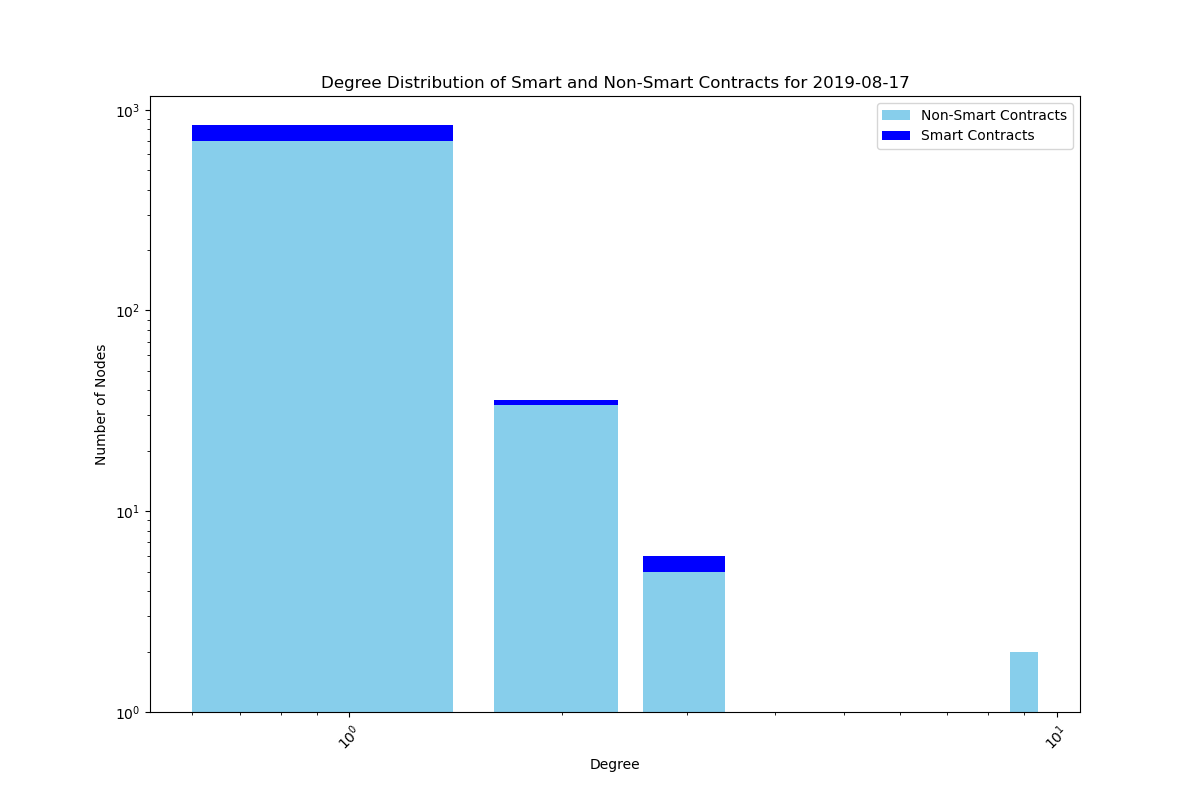 Degree Distribution of Smart and Non-Smart Contracts for 2019-08-17
Non-Smart Contracts
Smart Contracts
Number of Nodes
10³
10²
10¹
10⁰
10⁰
10¹
Degree